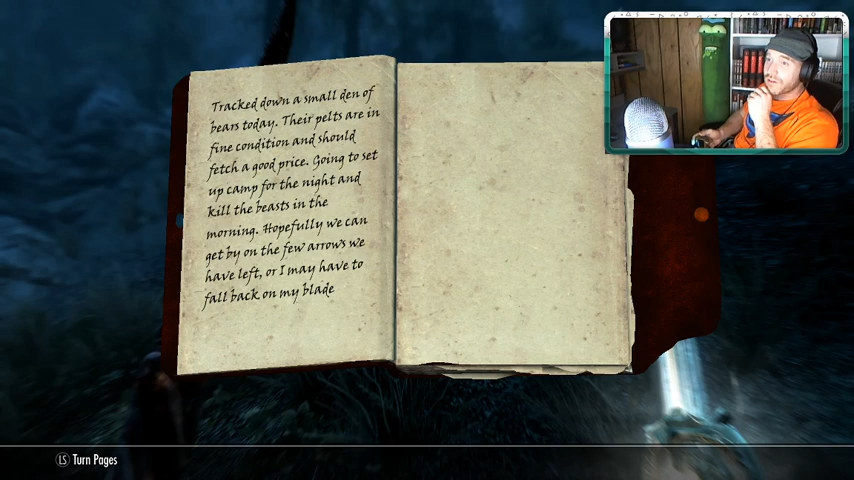 Tracked down a small den of
bears today. Their pelts are in
fine condition and should
fetch a good price. Going to set
up camp for the night and
kill the beasts in the
morning. Hopefully we can
get by on the few arrows we
have left, or I may have to
fall back on my blade
LS Turn Pages